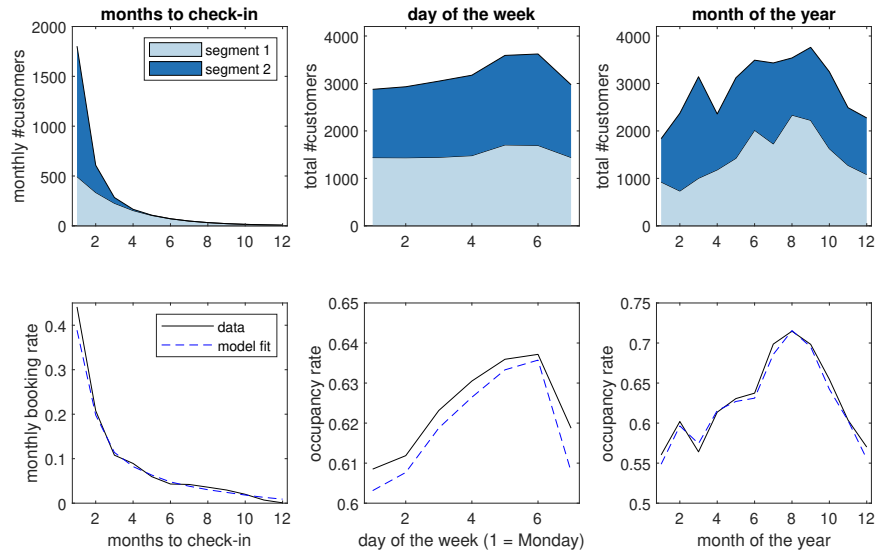 months to check-in
day of the week
month of the year
monthly #customers
2000
1500
1000
500
0
segment 1
segment 2
2 4 6 8 10 12
total #customers
4000
3000
2000
1000
0
2 4 6
total #customers
4000
3000
2000
1000
0
2 4 6 8 10 12
monthly booking rate
0.4
0.3
0.2
0.1
0
data
model fit
2 4 6 8 10 12
months to check-in
occupancy rate
0.65
0.64
0.63
0.62
0.61
0.6
2 4 6
day of the week (1 = Monday)
occupancy rate
0.75
0.7
0.65
0.6
0.55
0.5
2 4 6 8 10 12
month of the year